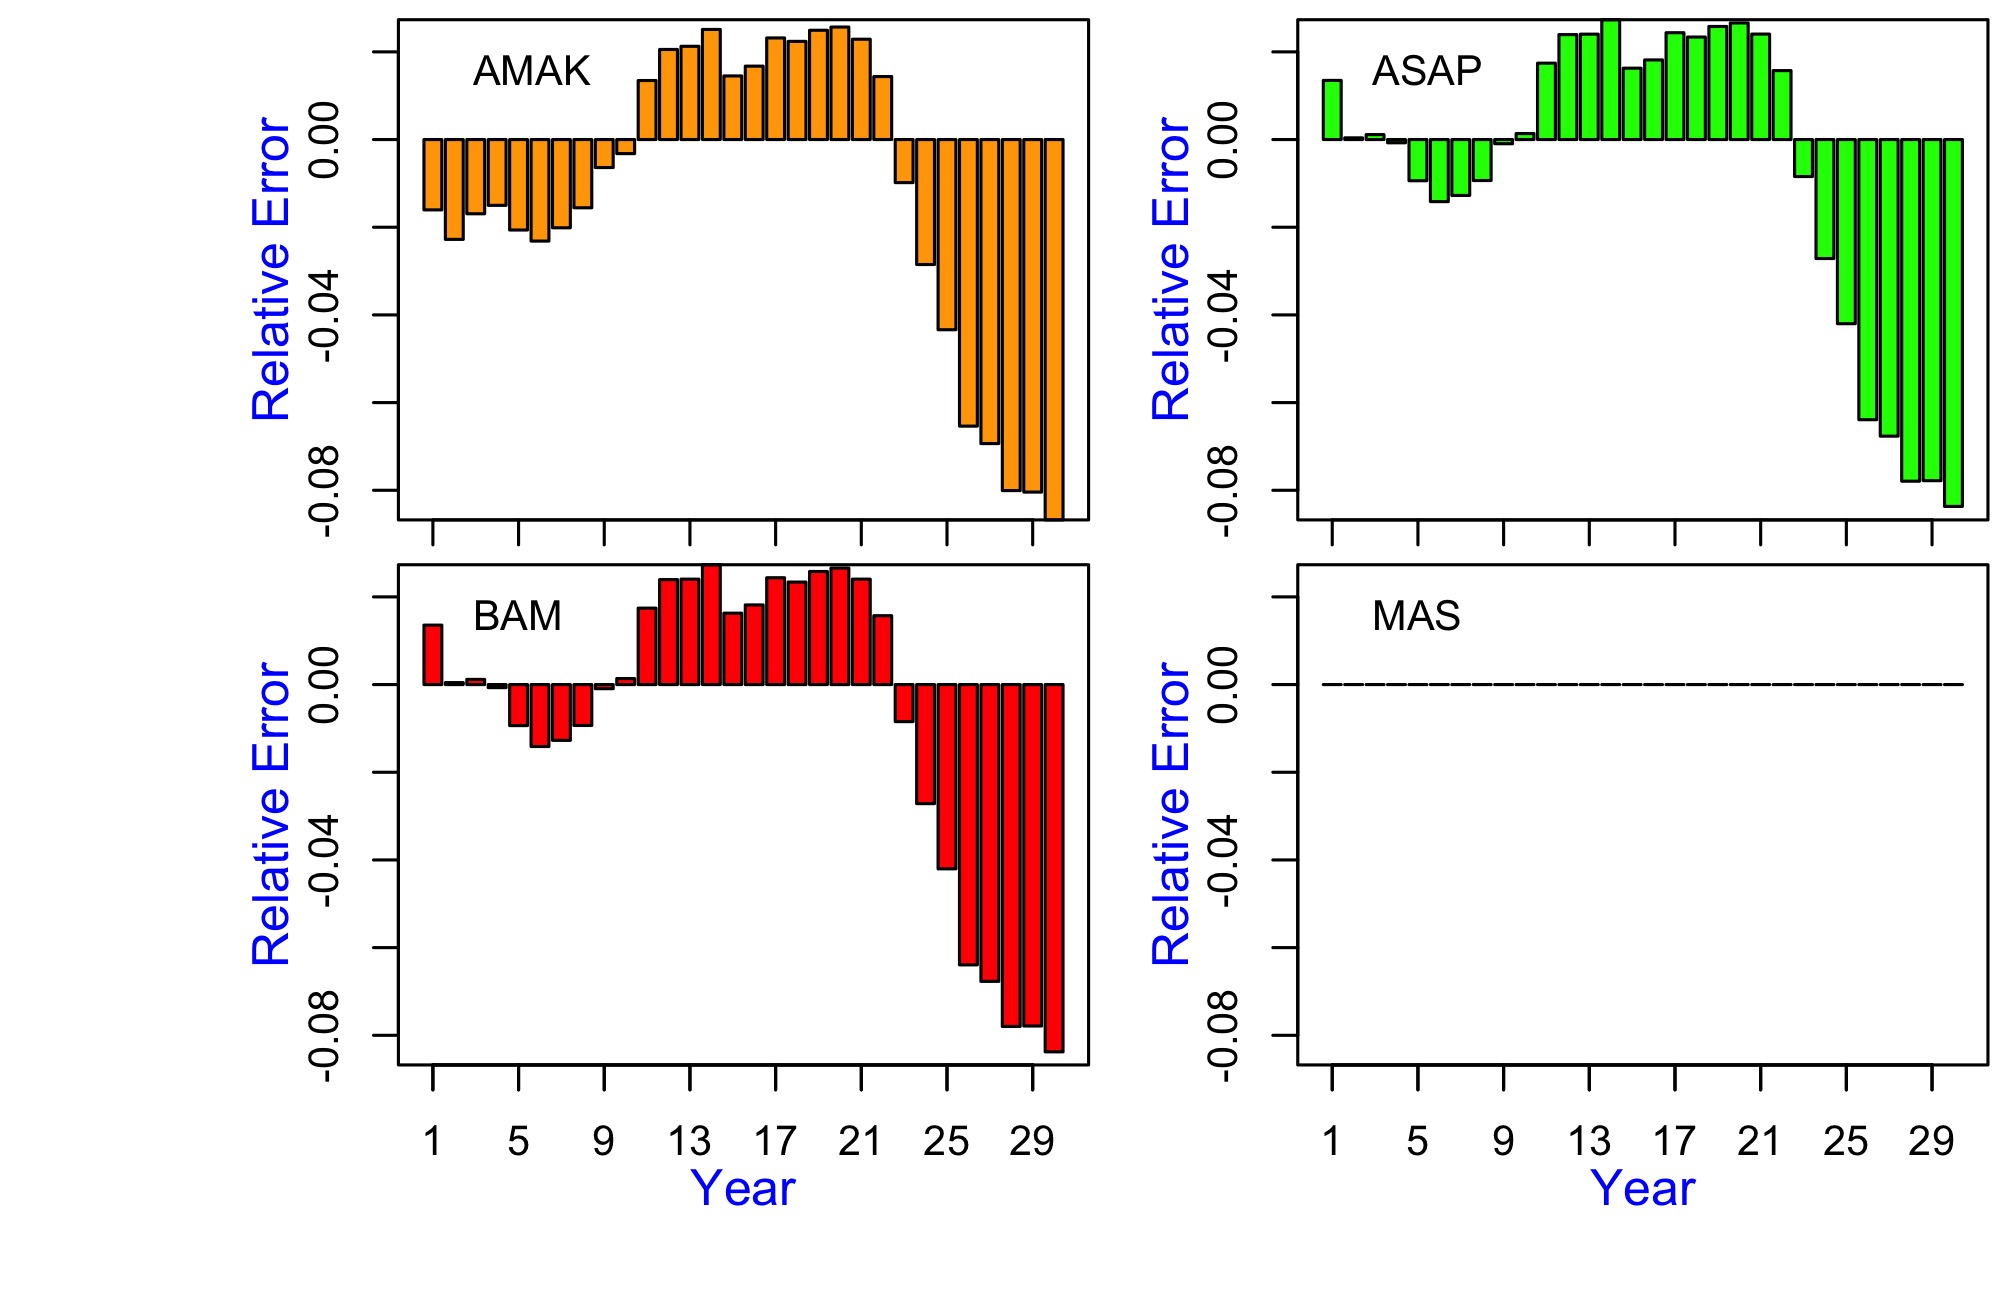 AMAK
Relative Error
0.00
-0.04
-0.08
ASAP
Relative Error
0.00
-0.04
-0.08
BAM
Relative Error
0.00
-0.04
-0.08
1 5 9 13 17 21 25 29
Year
MAS
Relative Error
0.00
-0.04
-0.08
1 5 9 13 17 21 25 29
Year